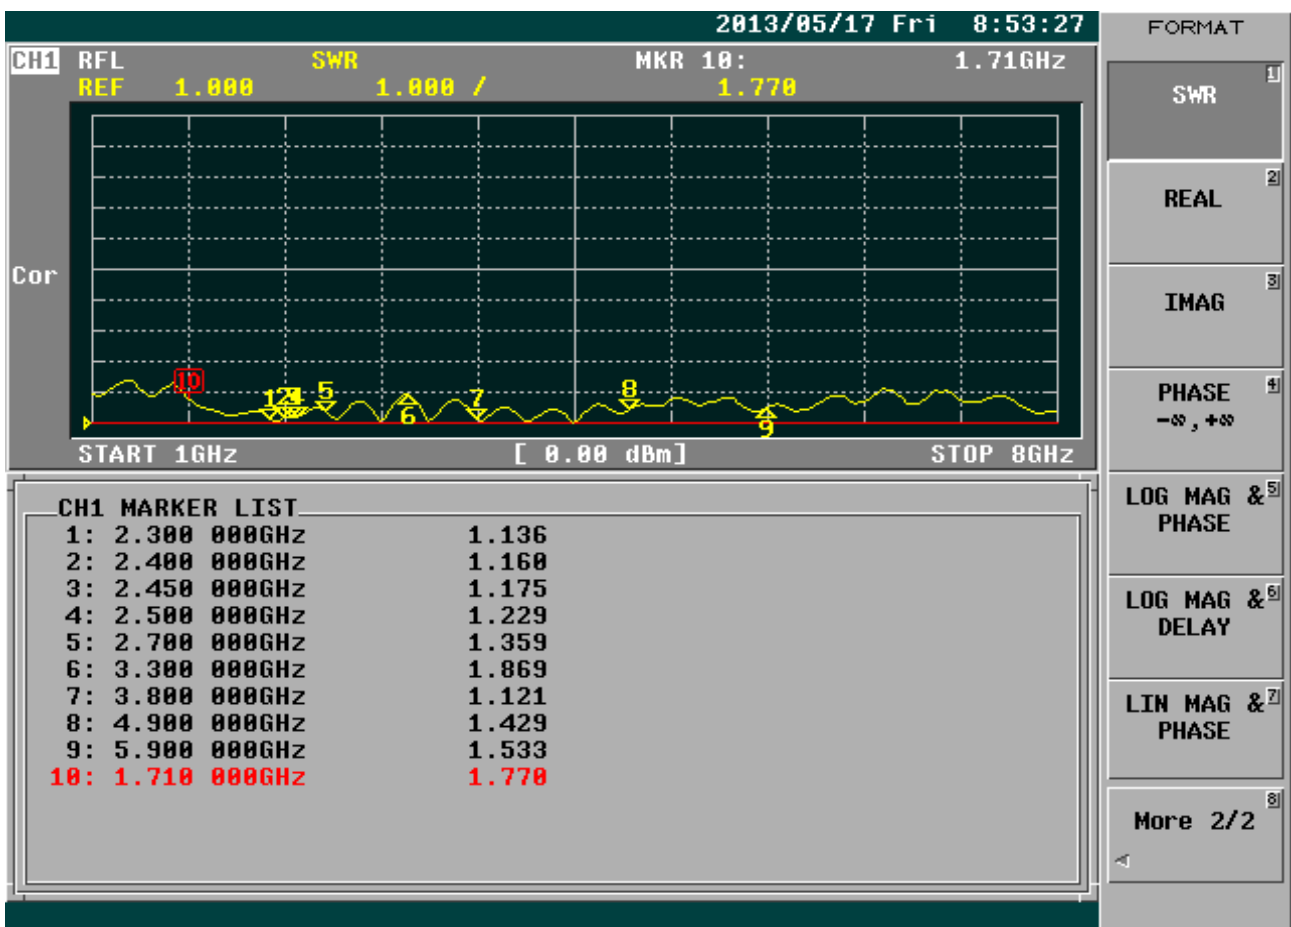 2013/05/17 Fri 8:53:27
CH1 RFL SWR MKR 10: 1.71GHz
REF 1.000 1.000 / 1.770
Cor
10
1 2 4 5 6 7 8 9
START 1GHz [ 0.00 dBm] STOP 8GHz
CH1 MARKER LIST
1: 2.300 000GHz 1.136
2: 2.400 000GHz 1.160
3: 2.450 000GHz 1.175
4: 2.500 000GHz 1.229
5: 2.700 000GHz 1.359
6: 3.300 000GHz 1.869
7: 3.800 000GHz 1.121
8: 4.900 000GHz 1.429
9: 5.900 000GHz 1.533
10: 1.710 000GHz 1.770
FORMAT
1
SWR
2
REAL
3
IMAG
4
PHASE
-∞,+∞
5
LOG MAG &
PHASE
6
LOG MAG &
DELAY
7
LIN MAG &
PHASE
8
More 2/2